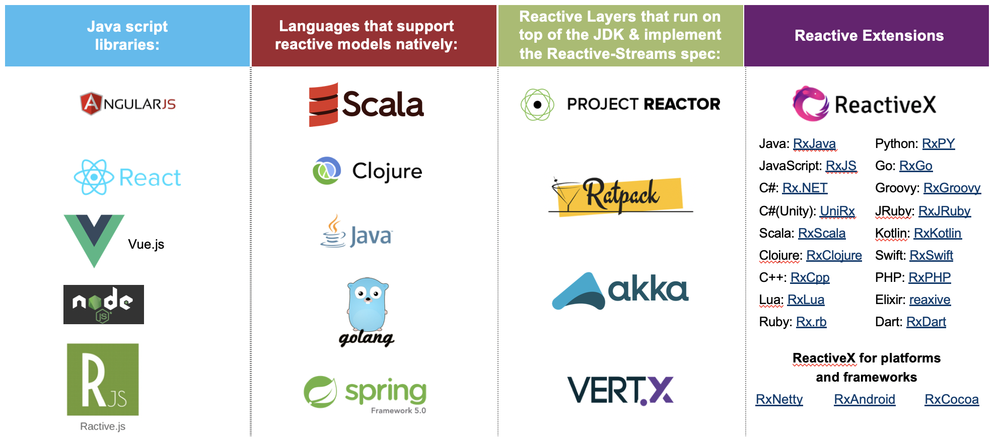 Java script
libraries:
ANGULARJS
React
Vue.js
node
JS
R JS
Ractive.js
Languages that support
reactive models natively:
Scala
Clojure
Java™
golang
spring
Framework 5.0
Reactive Layers that run on
top of the JDK & implement
the Reactive-Streams spec:
PROJECT REACTOR
Ratpack
akka
VERT.X
Reactive Extensions
ReactiveX
Java: RxJava
JavaScript: RxJS
C#: Rx.NET
C#(Unity): UniRx
Scala: RxScala
Clojure: RxClojure
C++: RxCpp
Lua: RxLua
Ruby: Rx.rb
Python: RxPY
Go: RxGo
Groovy: RxGroovy
JRuby: RxJRuby
Kotlin: RxKotlin
Swift: RxSwift
PHP: RxPHP
Elixir: reaxive
Dart: RxDart
ReactiveX for platforms
and frameworks
RxNetty RxAndroid RxCocoa